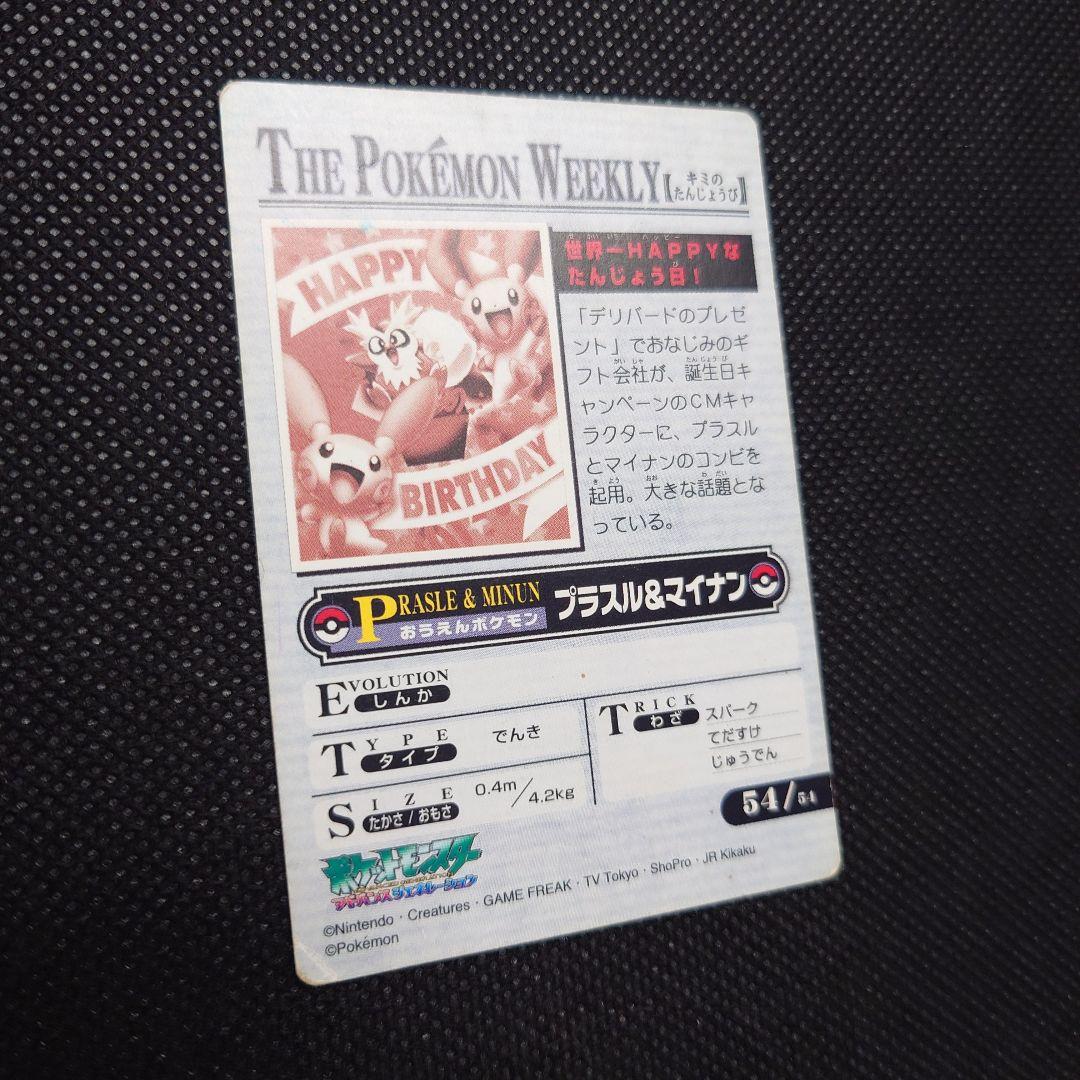 THE POKÉMON WEEKLY【キミの
たんじょうび】
HAPPY
BIRTHDAY
世界一HAPPYな
たんじょう日！
「デリバードのプレゼ
ント」でおなじみのギ
フト会社が、誕生日キ
ャンペーンのCMキャ
ラクターに、プラスル
とマイナンのコンビを
起用。大きな話題とな
っている。
PRASLE & MINUN
おうえんポケモン
プラスル&マイナン
EVOLUTION
しんか
TYPE
タイプ
でんき
SIZE
たかさ / おもさ
0.4m/4.2kg
TRICK
わざ
スパーク
てだすけ
じゅうでん
54/54
ポケットモンスター
アドバンスジェネレーション
©Nintendo・Creatures・GAME FREAK・TV Tokyo・ShoPro・JR Kikaku
©Pokémon